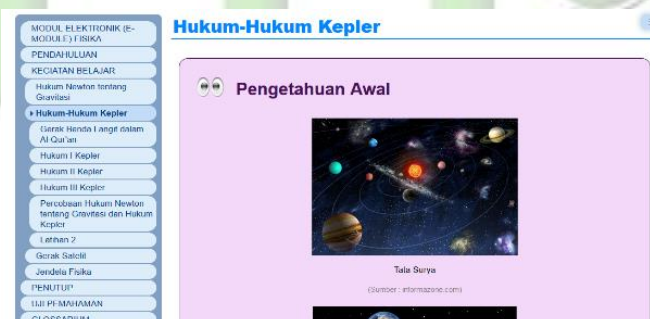 MODUL ELEKTRONIK (E-
MODULE) FISIKA
PENDAHULUAN
KEGIATAN BELAJAR
Hukum Newton tentang
Gravitasi
Hukum-Hukum Kepler
Gerak Benda Langit dalam
Al-Qur'an
Hukum I Kepler
Hukum II Kepler
Hukum III Kepler
Percobaan Hukum Newton
tentang Gravitasi dan Hukum
Kepler
Latihan 2
Gerak Satelit
Jendela Fisika
PENUTUP
UJI PEMAHAMAN
GLOSSARIUM
Hukum-Hukum Kepler
Pengetahuan Awal
Tata Surya
(Sumber : informazone.com)